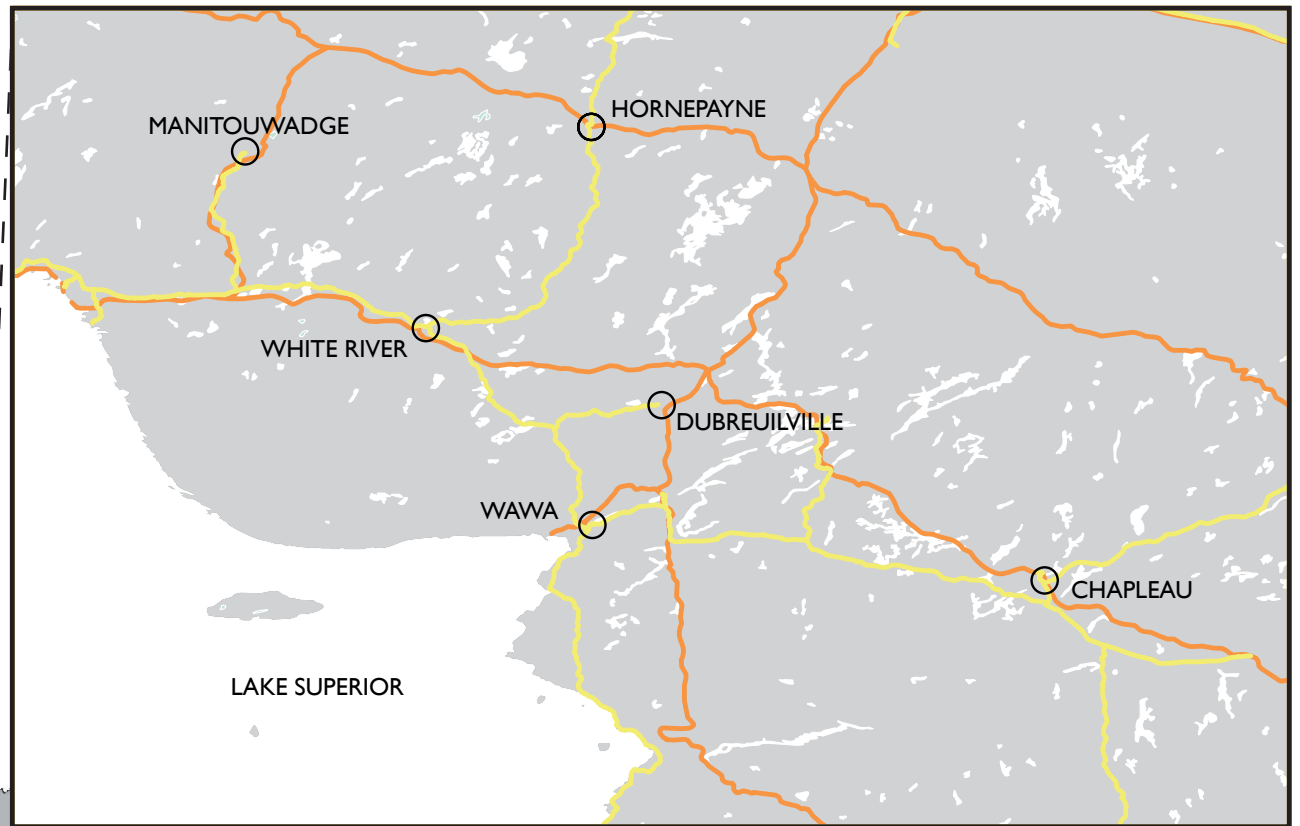 HORNEPAYNE
MANITOUWADGE
WHITE RIVER
DUBREUILVILLE
WAWA
CHAPLEAU
LAKE SUPERIOR